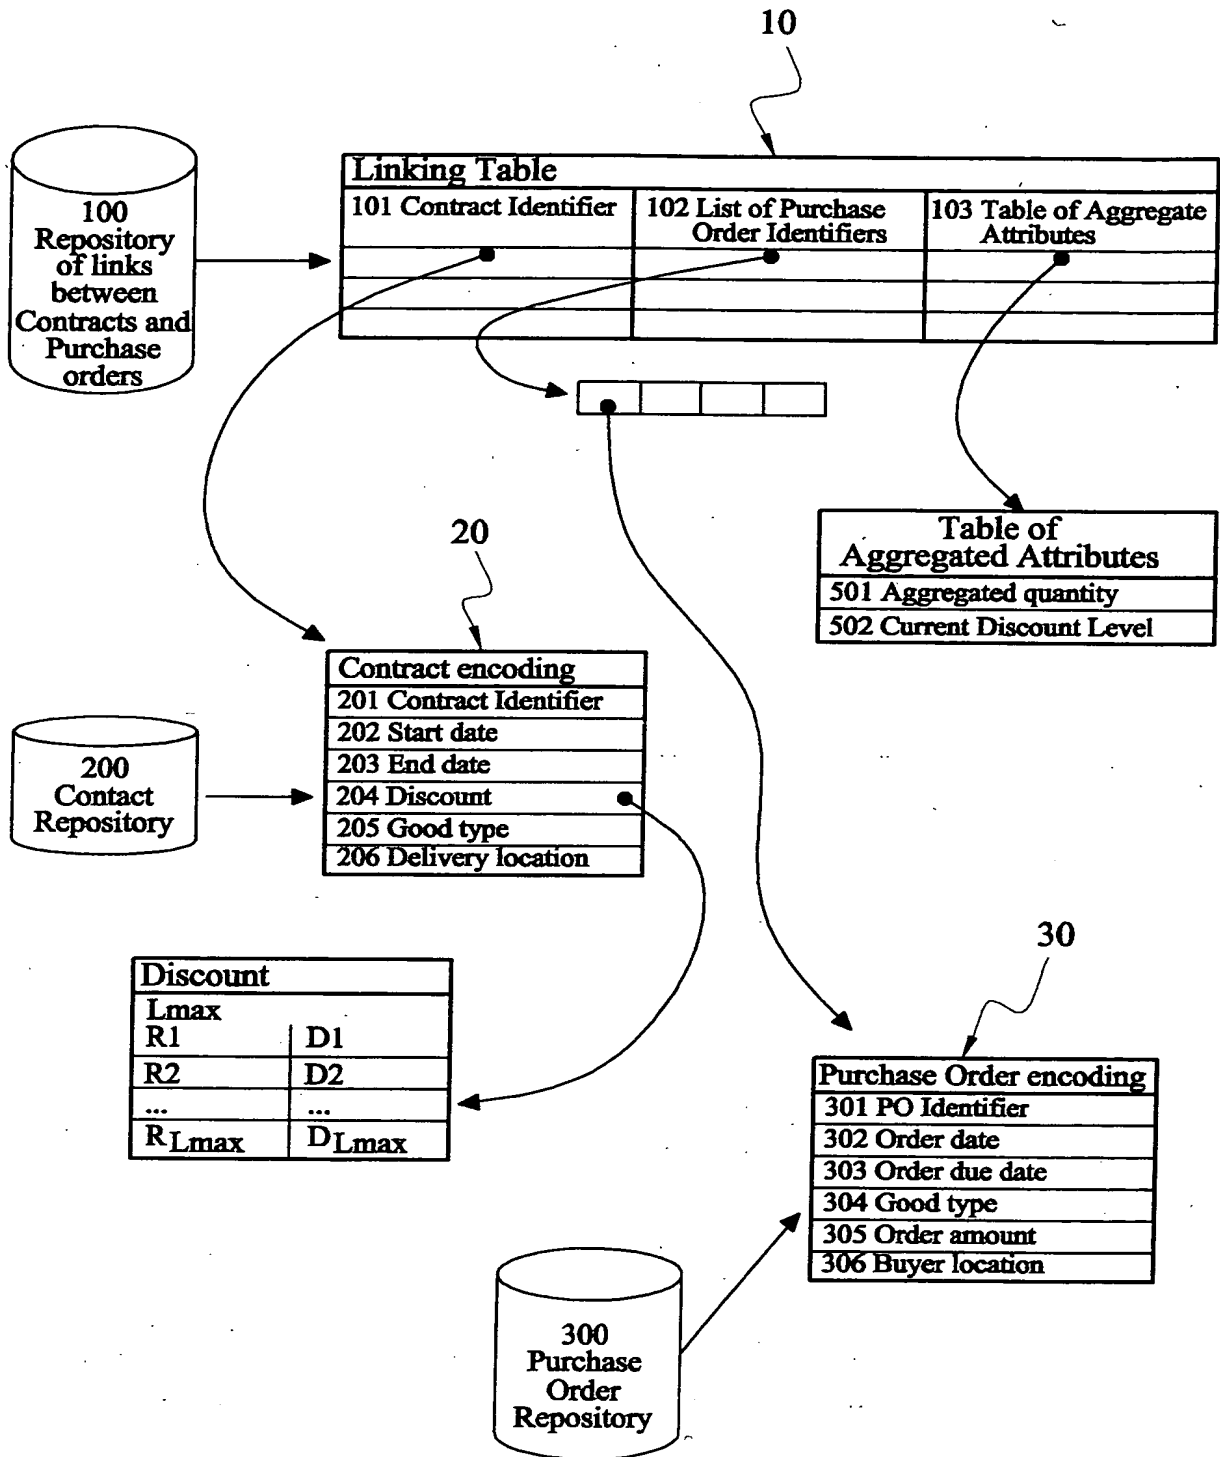 10
Linking Table
101 Contract Identifier
102 List of Purchase
Order Identifiers
103 Table of Aggregate
Attributes
100
Repository
of links
between
Contracts and
Purchase
orders
Table of
Aggregated Attributes
501 Aggregated quantity
502 Current Discount Level
20
Contract encoding
201 Contract Identifier
202 Start date
203 End date
204 Discount
205 Good type
206 Delivery location
200
Contact
Repository
Discount
Lmax
R1 D1
R2 D2
... ...
RLmax DLmax
30
Purchase Order encoding
301 PO Identifier
302 Order date
303 Order due date
304 Good type
305 Order amount
306 Buyer location
300
Purchase
Order
Repository